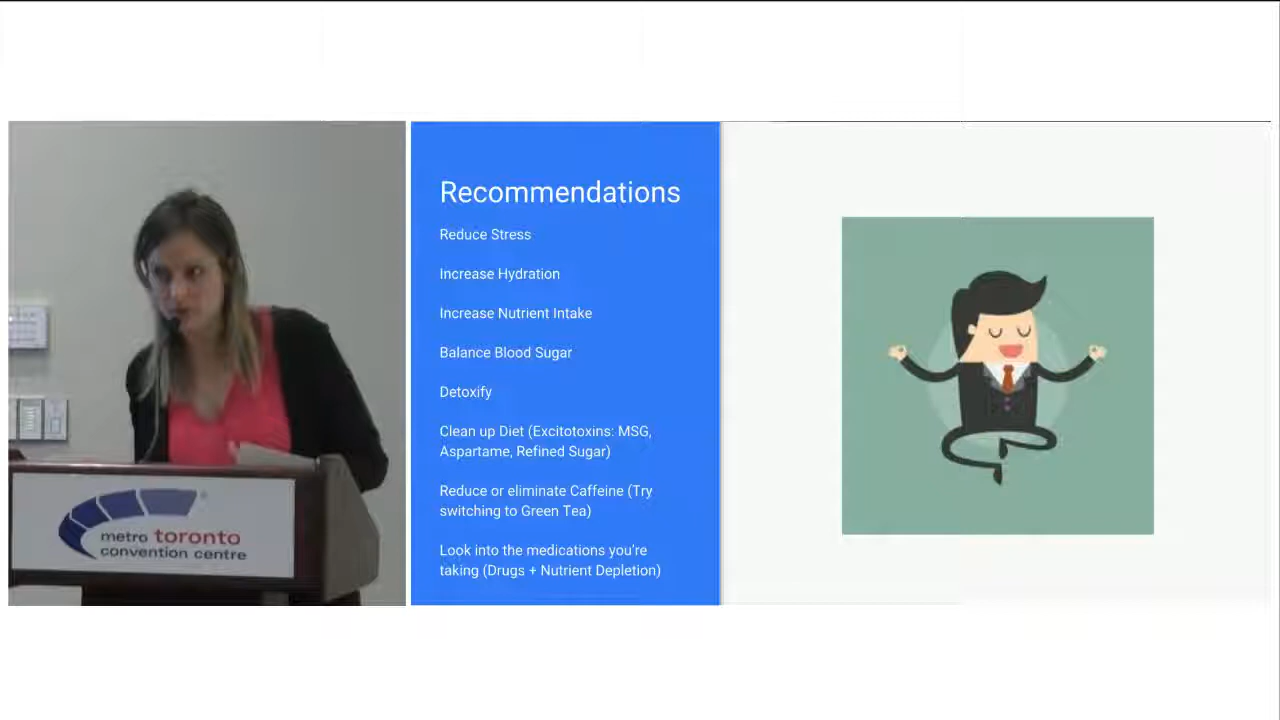 metro toronto
convention centre
Recommendations
Reduce Stress
Increase Hydration
Increase Nutrient Intake
Balance Blood Sugar
Detoxify
Clean up Diet (Excitotoxins: MSG,
Aspartame, Refined Sugar)
Reduce or eliminate Caffeine (Try
switching to Green Tea)
Look into the medications you're
taking (Drugs + Nutrient Depletion)